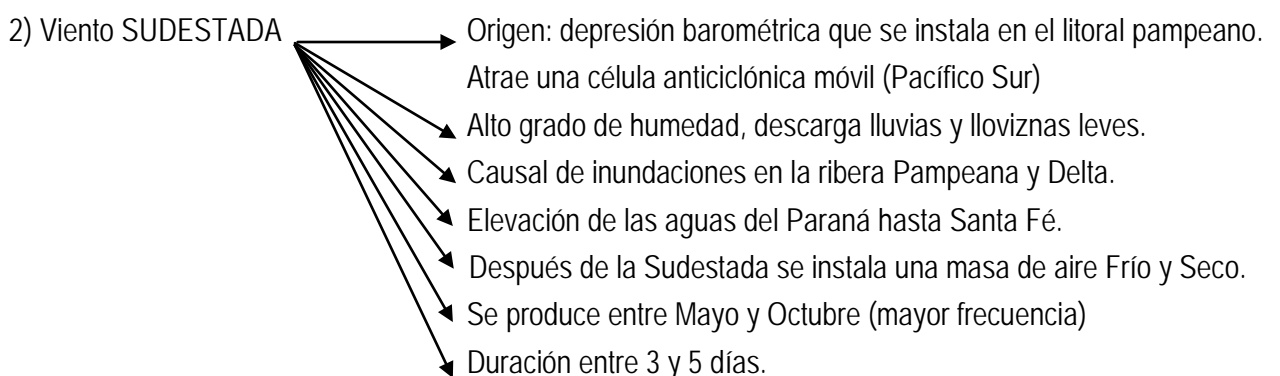 2) Viento SUDESTADA Origen: depresión barométrica que se instala en el litoral pampeano.
Atrae una célula anticiclónica móvil (Pacífico Sur)
Alto grado de humedad, descarga lluvias y lloviznas leves.
Causal de inundaciones en la ribera Pampeana y Delta.
Elevación de las aguas del Paraná hasta Santa Fé.
Después de la Sudestada se instala una masa de aire Frío y Seco.
Se produce entre Mayo y Octubre (mayor frecuencia)
Duración entre 3 y 5 días.